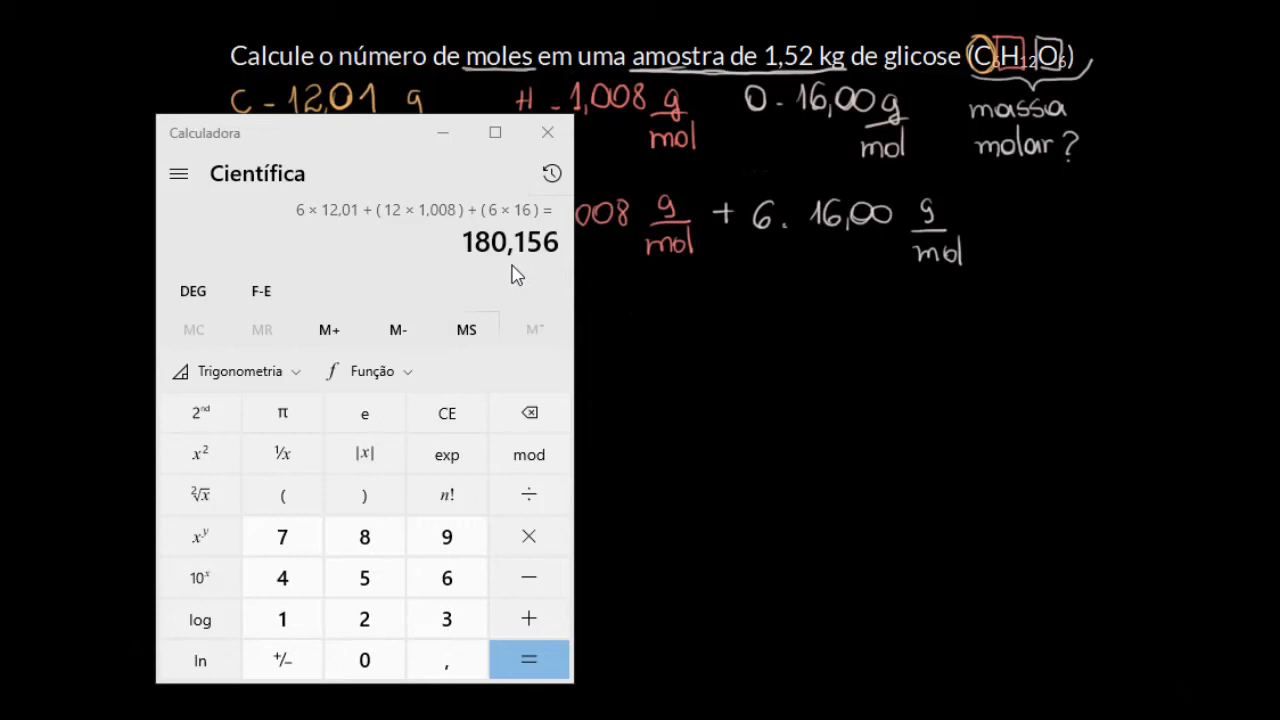 Calcule o número de moles em uma amostra de 1,52 kg de glicose (C₆H₁₂O₆)
C - 12,01 g
H - 1,008 g/mol
O - 16,00 g/mol
massa
molar ?
008 g/mol + 6 . 16,00 g/mol
Calculadora
Científica
6 × 12,01 + ( 12 × 1,008 ) + ( 6 × 16 ) =
180,156
DEG F-E
MC MR M+ M- MS M˅
Trigonometria f Função
2ⁿᵈ π e CE
x² ¹/x |x| exp mod
²√x ( ) n! ÷
xʸ 7 8 9 ×
10ˣ 4 5 6 −
log 1 2 3 +
ln +/− 0 , =